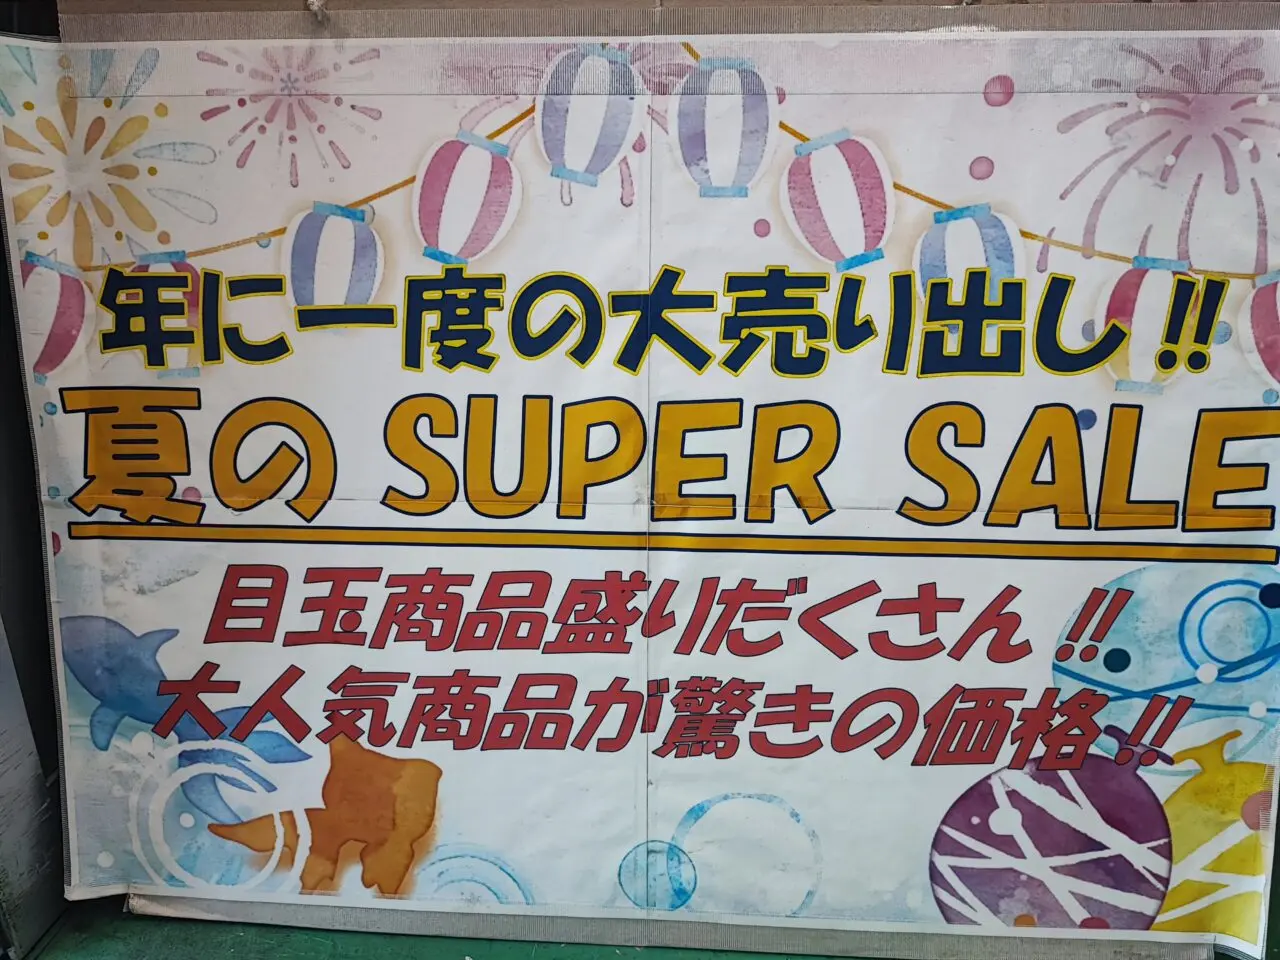 年に一度の大売り出し!!
夏の SUPER SALE
目玉商品盛りだくさん!!
大人気商品が驚きの価格!!